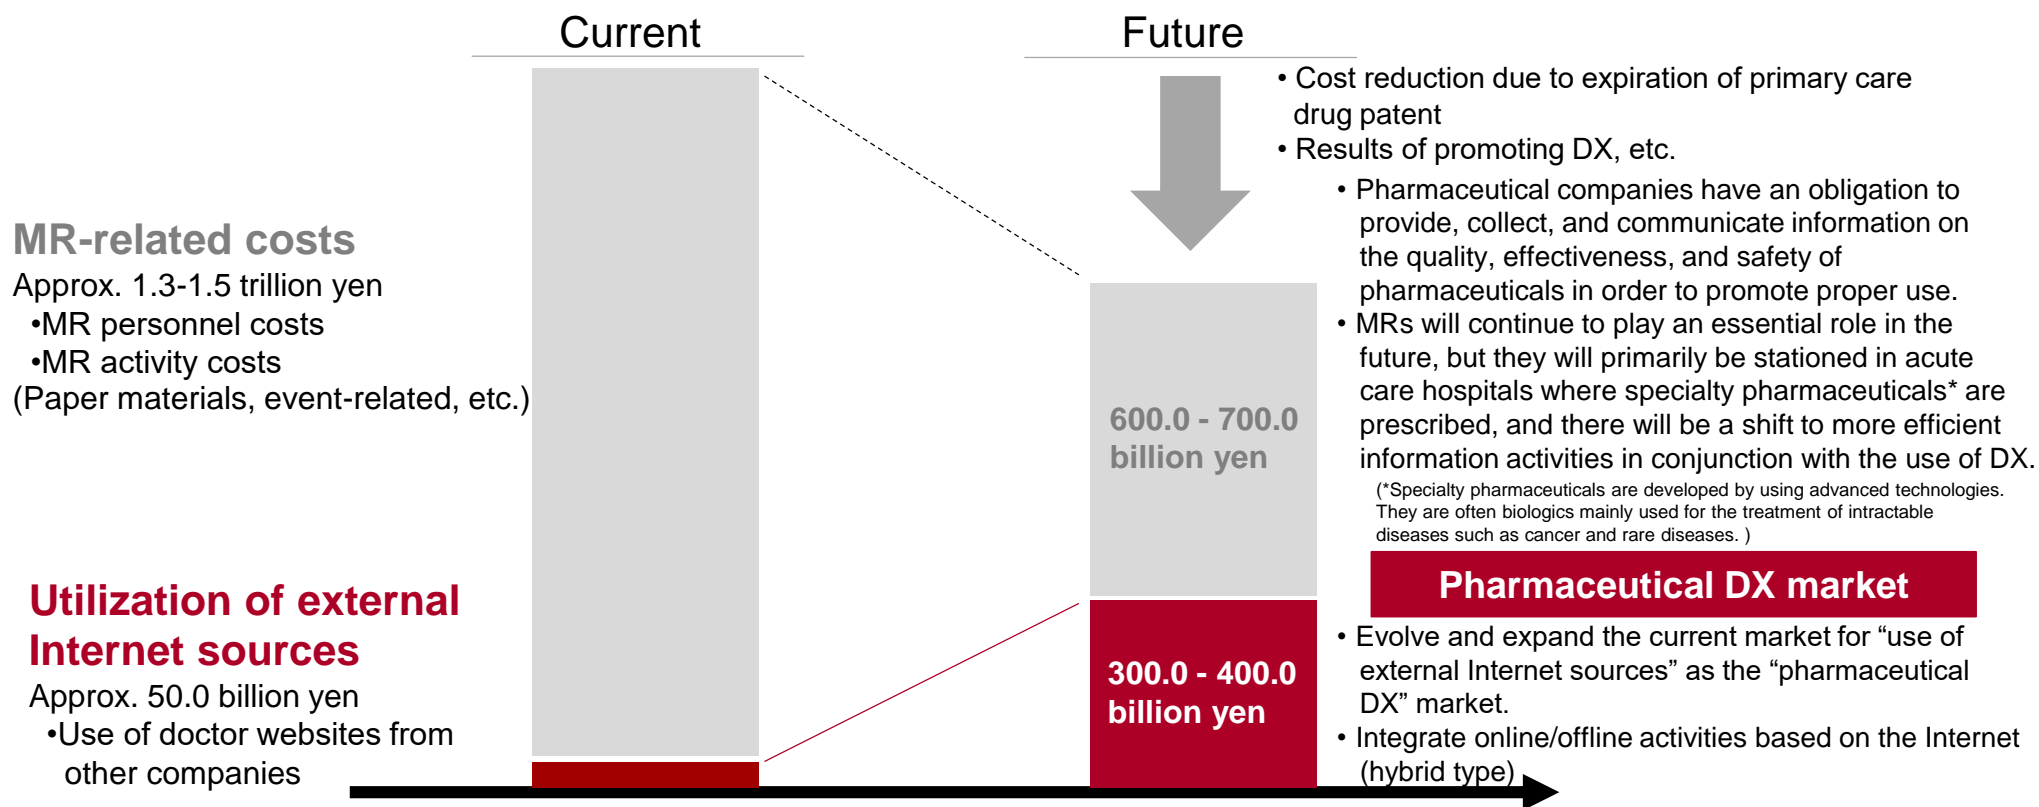 Current
Future
MR-related costs
Approx. 1.3-1.5 trillion yen
•MR personnel costs
•MR activity costs
(Paper materials, event-related, etc.)
Utilization of external
Internet sources
Approx. 50.0 billion yen
•Use of doctor websites from
other companies
600.0 - 700.0
billion yen
300.0 - 400.0
billion yen
• Cost reduction due to expiration of primary care
drug patent
• Results of promoting DX, etc.
• Pharmaceutical companies have an obligation to
provide, collect, and communicate information on
the quality, effectiveness, and safety of
pharmaceuticals in order to promote proper use.
• MRs will continue to play an essential role in the
future, but they will primarily be stationed in acute
care hospitals where specialty pharmaceuticals* are
prescribed, and there will be a shift to more efficient
information activities in conjunction with the use of DX.
(*Specialty pharmaceuticals are developed by using advanced technologies.
They are often biologics mainly used for the treatment of intractable
diseases such as cancer and rare diseases. )
Pharmaceutical DX market
• Evolve and expand the current market for “use of
external Internet sources” as the “pharmaceutical
DX” market.
• Integrate online/offline activities based on the Internet
(hybrid type)